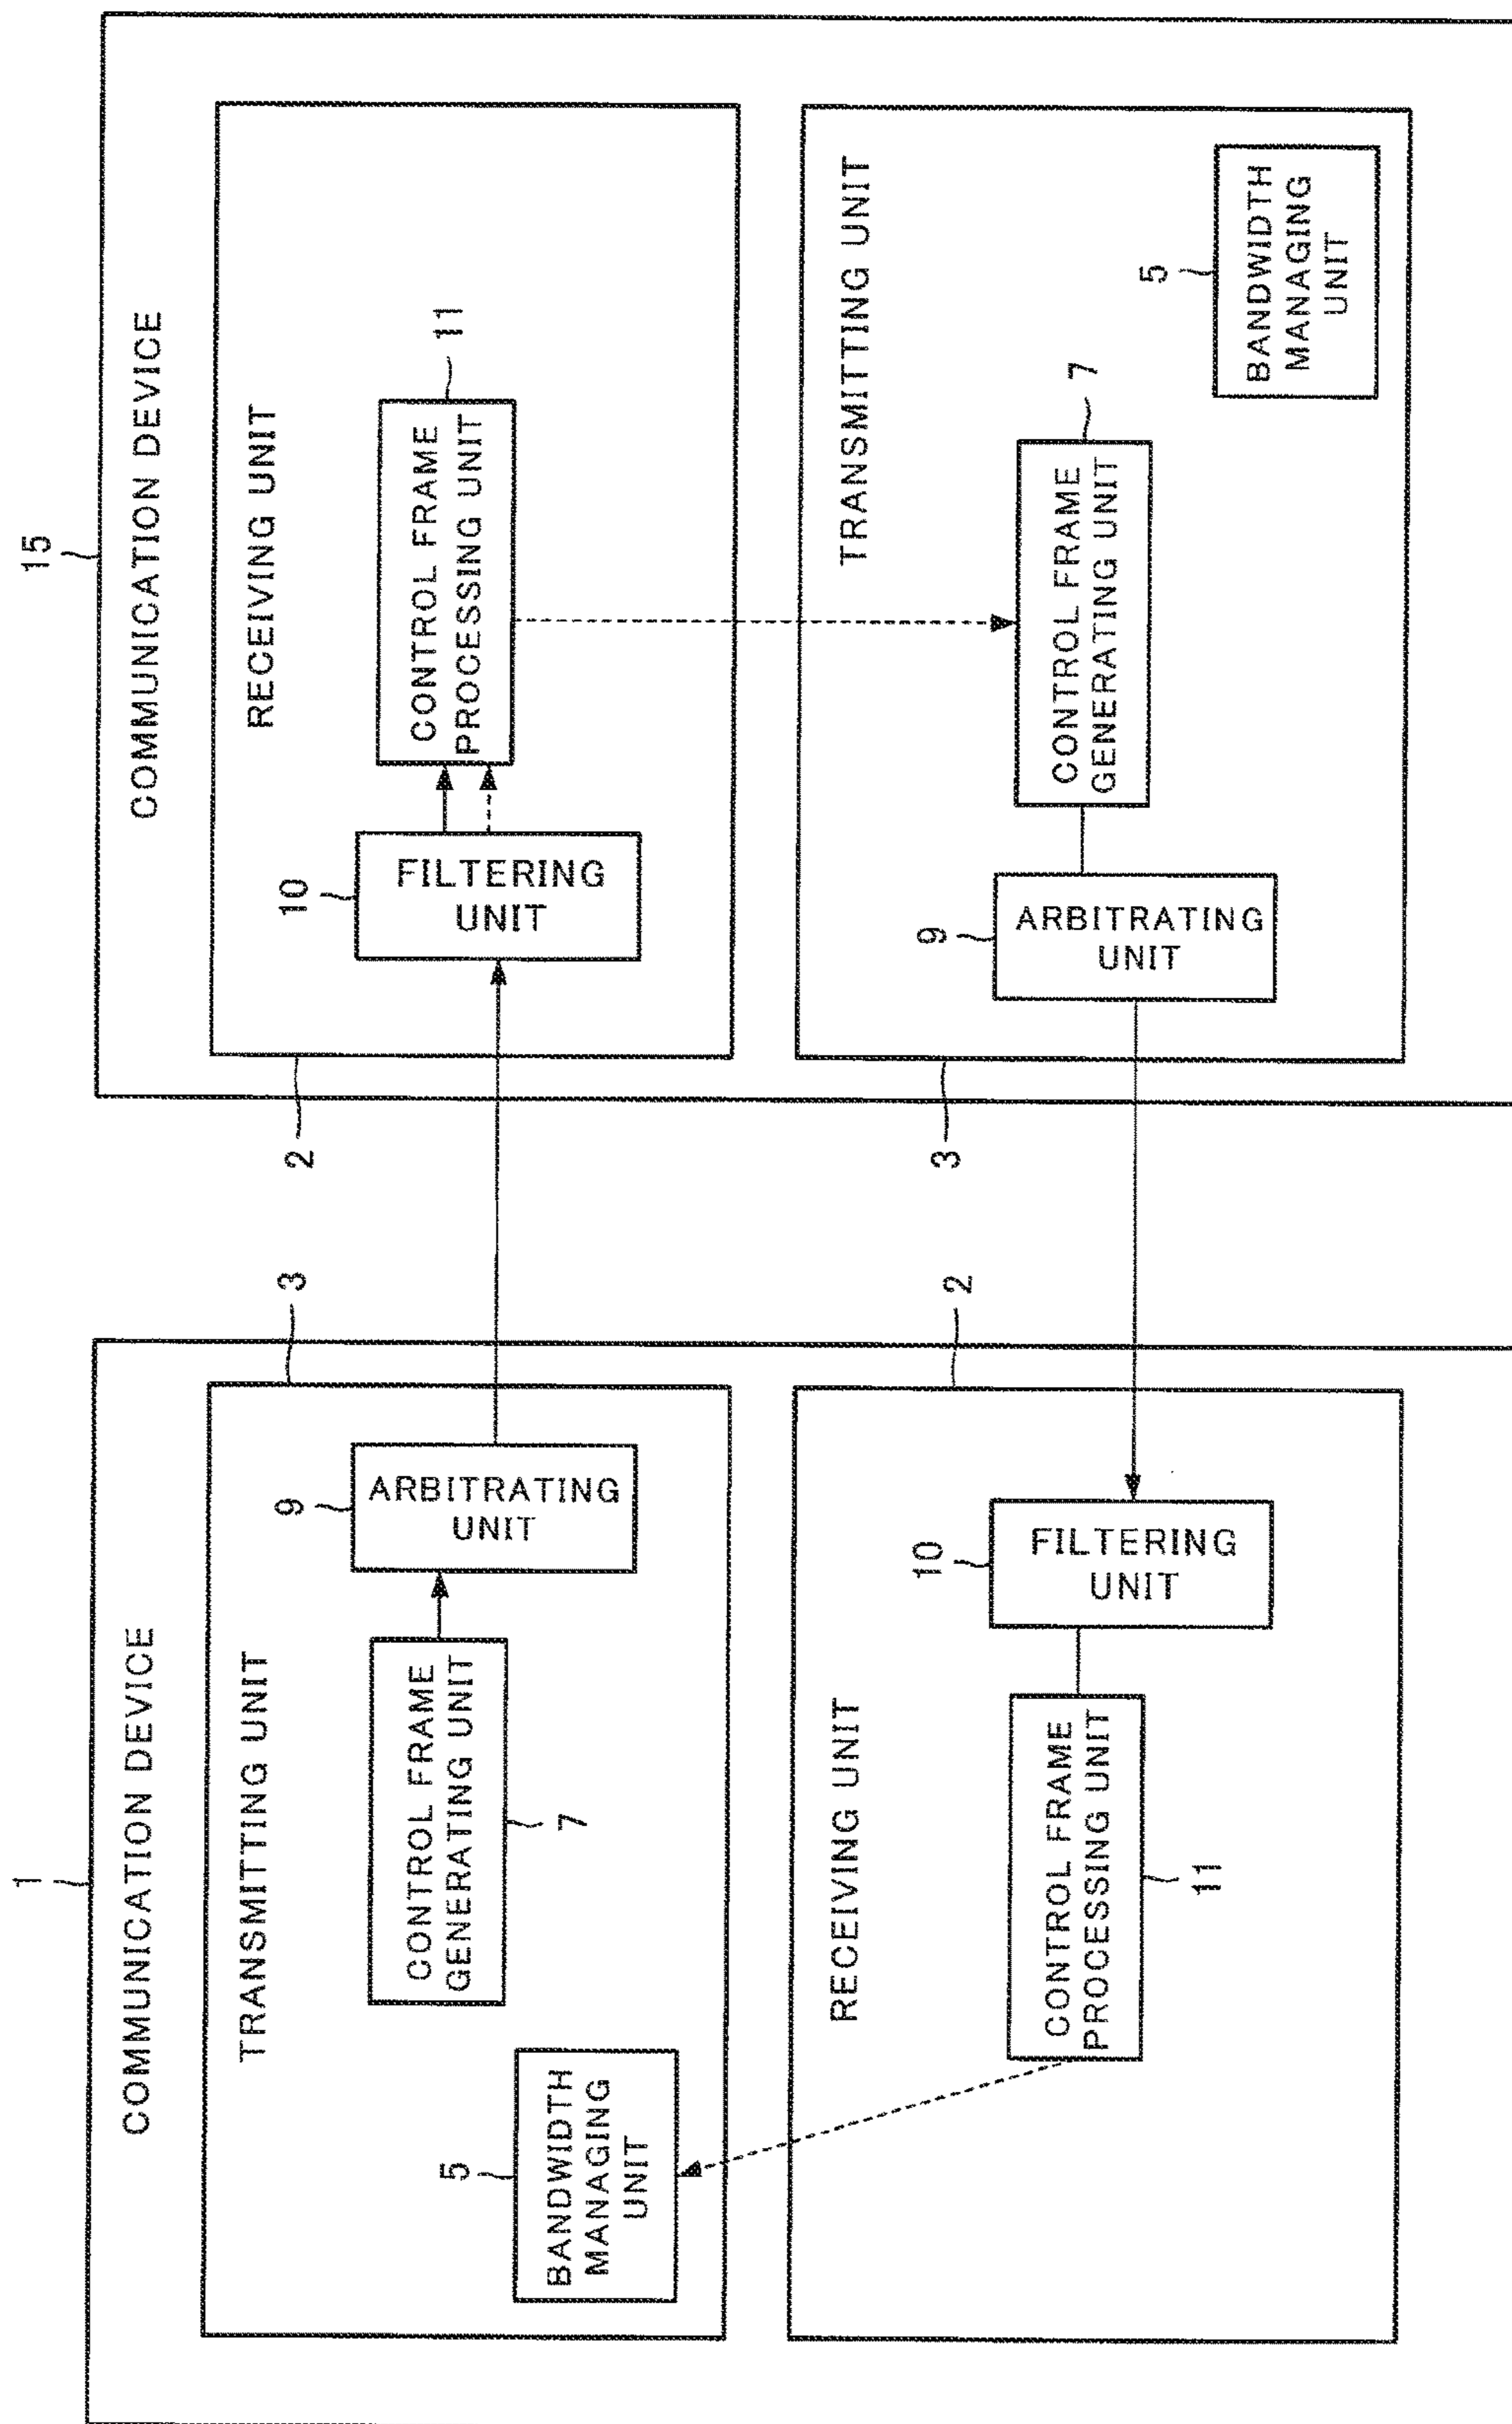 1
COMMUNICATION DEVICE
TRANSMITTING UNIT
3
BANDWIDTH
MANAGING
UNIT
5
CONTROL FRAME
GENERATING UNIT
7
ARBITRATING
UNIT
9
RECEIVING UNIT
2
CONTROL FRAME
PROCESSING UNIT
11
FILTERING
UNIT
10
15
COMMUNICATION DEVICE
RECEIVING UNIT
2
FILTERING
UNIT
10
CONTROL FRAME
PROCESSING UNIT
11
TRANSMITTING UNIT
3
ARBITRATING
UNIT
9
CONTROL FRAME
GENERATING UNIT
7
BANDWIDTH
MANAGING
UNIT
5